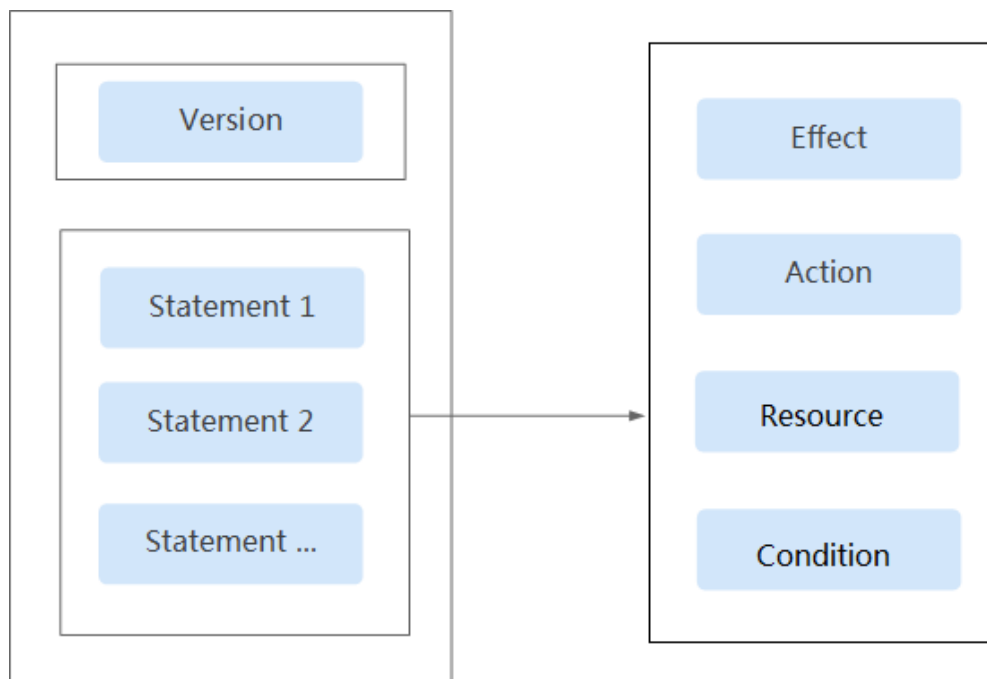 Version
Statement 1
Statement 2
Statement ...
Effect
Action
Resource
Condition